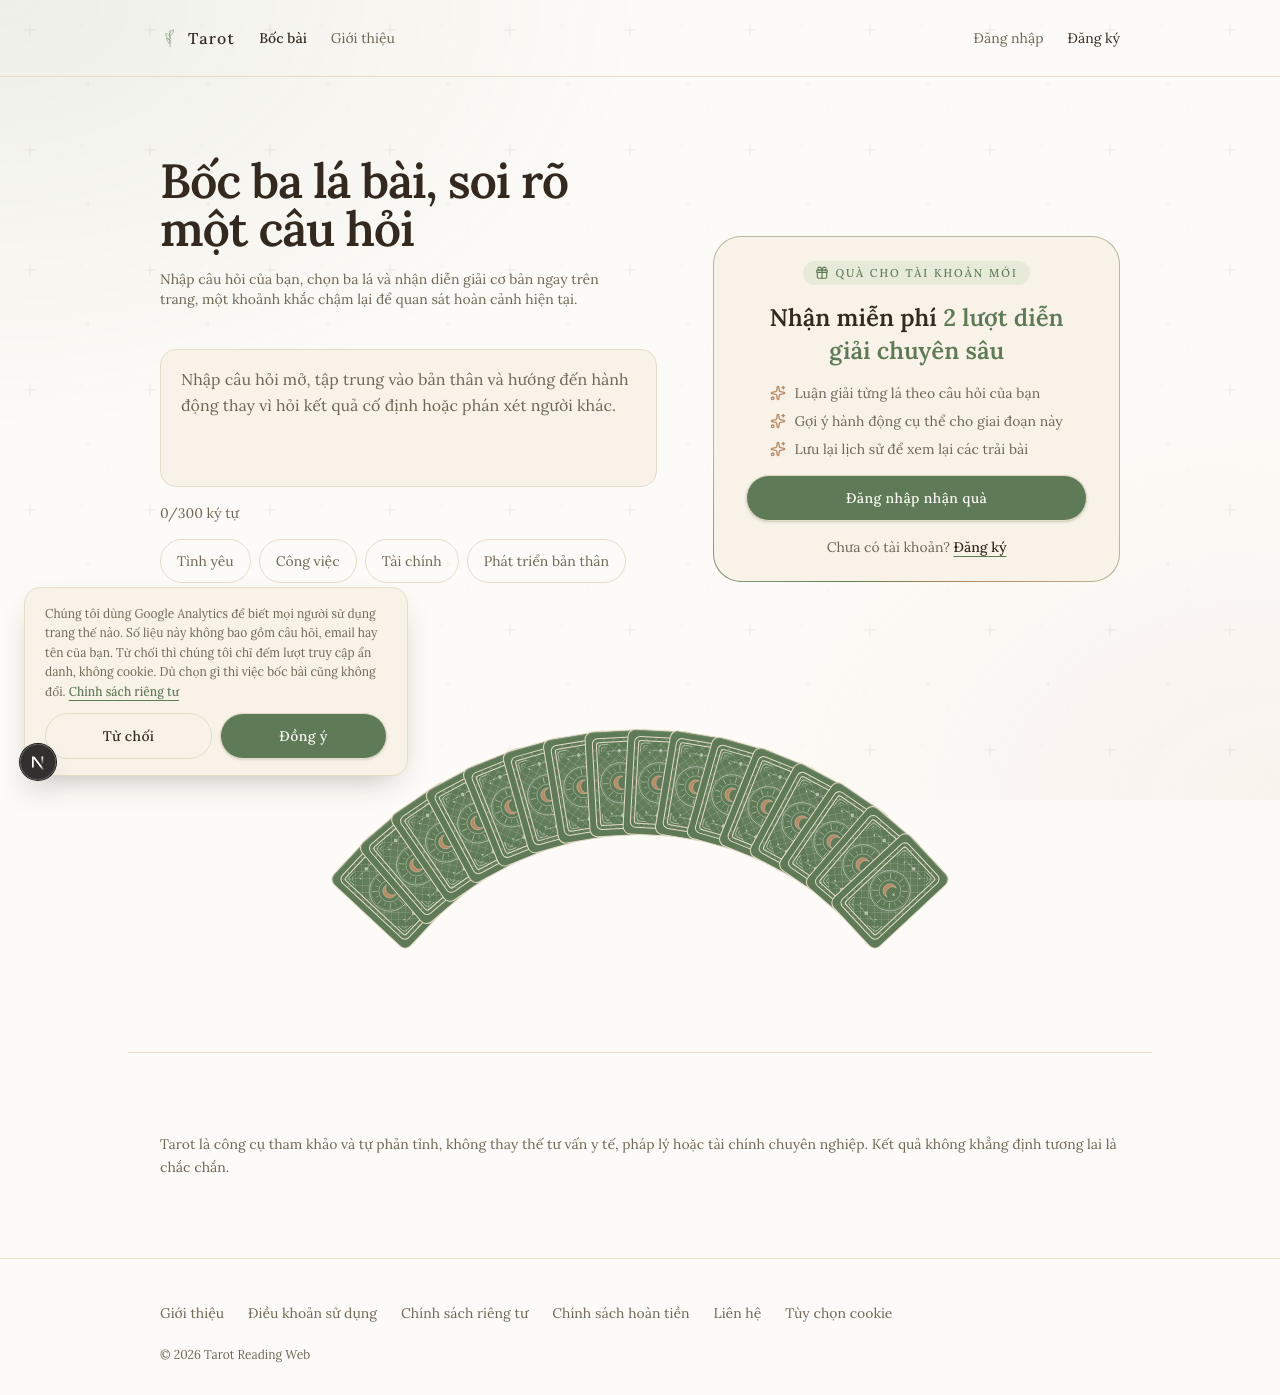 Tarot
Bốc bài
Giới thiệu
Đăng nhập
Đăng ký
Bốc ba lá bài, soi rõ
một câu hỏi
Nhập câu hỏi của bạn, chọn ba lá và nhận diễn giải cơ bản ngay trên
trang, một khoảnh khắc chậm lại để quan sát hoàn cảnh hiện tại.
Nhập câu hỏi mở, tập trung vào bản thân và hướng đến hành
động thay vì hỏi kết quả cố định hoặc phán xét người khác.
0/300 ký tự
Tình yêu
Công việc
Tài chính
Phát triển bản thân
QUÀ CHO TÀI KHOẢN MỚI
Nhận miễn phí 2 lượt diễn
giải chuyên sâu
Luận giải từng lá theo câu hỏi của bạn
Gợi ý hành động cụ thể cho giai đoạn này
Lưu lại lịch sử để xem lại các trải bài
Đăng nhập nhận quà
Chưa có tài khoản? Đăng ký
Chúng tôi dùng Google Analytics để biết mọi người sử dụng
trang thế nào. Số liệu này không bao gồm câu hỏi, email hay
tên của bạn. Từ chối thì chúng tôi chỉ đếm lượt truy cập ẩn
danh, không cookie. Dù chọn gì thì việc bốc bài cũng không
đổi. Chính sách riêng tư
Từ chối
Đồng ý
N
Tarot là công cụ tham khảo và tự phản tỉnh, không thay thế tư vấn y tế, pháp lý hoặc tài chính chuyên nghiệp. Kết quả không khẳng định tương lai là
chắc chắn.
Giới thiệu
Điều khoản sử dụng
Chính sách riêng tư
Chính sách hoàn tiền
Liên hệ
Tùy chọn cookie
© 2026 Tarot Reading Web